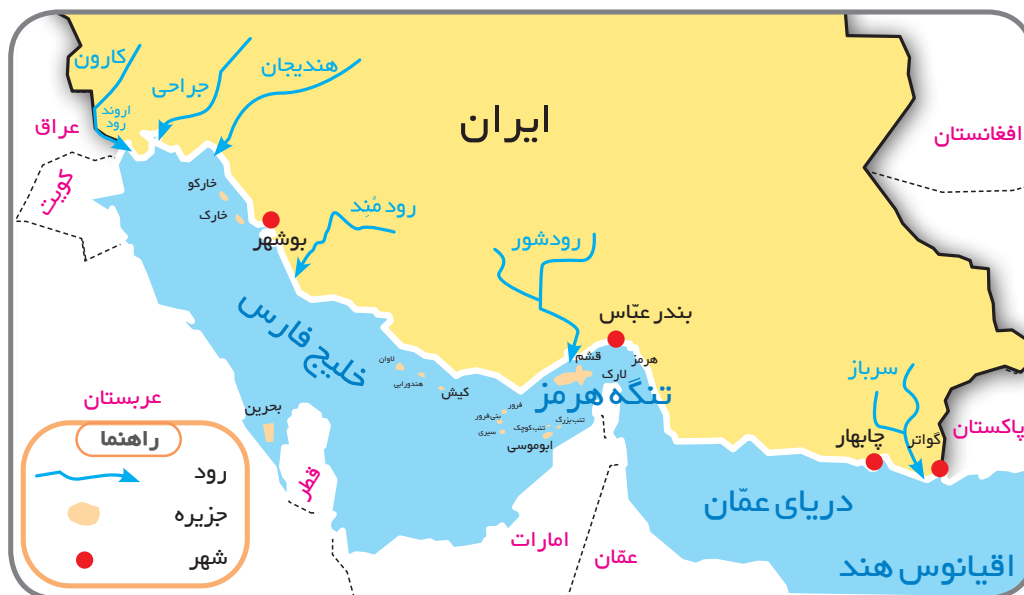 کارون
جراحی
هندیجان
اروند
رود
عراق
کویت
ایران
افغانستان
خارکو
خارک
بوشهر
رود مُند
رودشور
خلیج فارس
بندر عبّاس
هرمز
قشم
لارک
تنگه هرمز
لاوان
هندورابی
کیش
فرور
بنی‌فرور
سیری
تنب بزرگ
تنب کوچک
ابوموسی
سرباز
چابهار
گواتر
پاکستان
عربستان
بحرین
قطر
امارات
عمّان
دریای عمّان
اقیانوس هند
راهنما
رود
جزیره
شهر